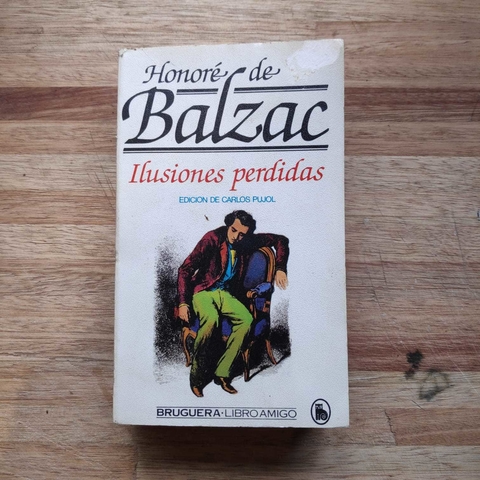 Honoré de
Balzac
Ilusiones perdidas
EDICION DE CARLOS PUJOL
BRUGUERA·LIBRO AMIGO